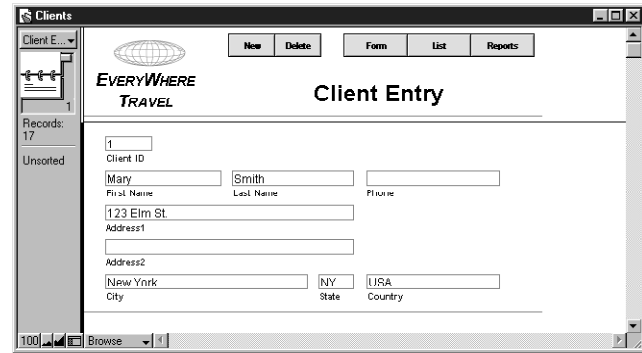 Clients
Client E...
1
Records:
17
Unsorted
New Delete Form List Reports
EVERYWHERE
TRAVEL
Client Entry
1
Client ID
Mary Smith
First Name Last Name Phone
123 Elm St.
Address1
Address2
New York NY USA
City State Country
100 Browse